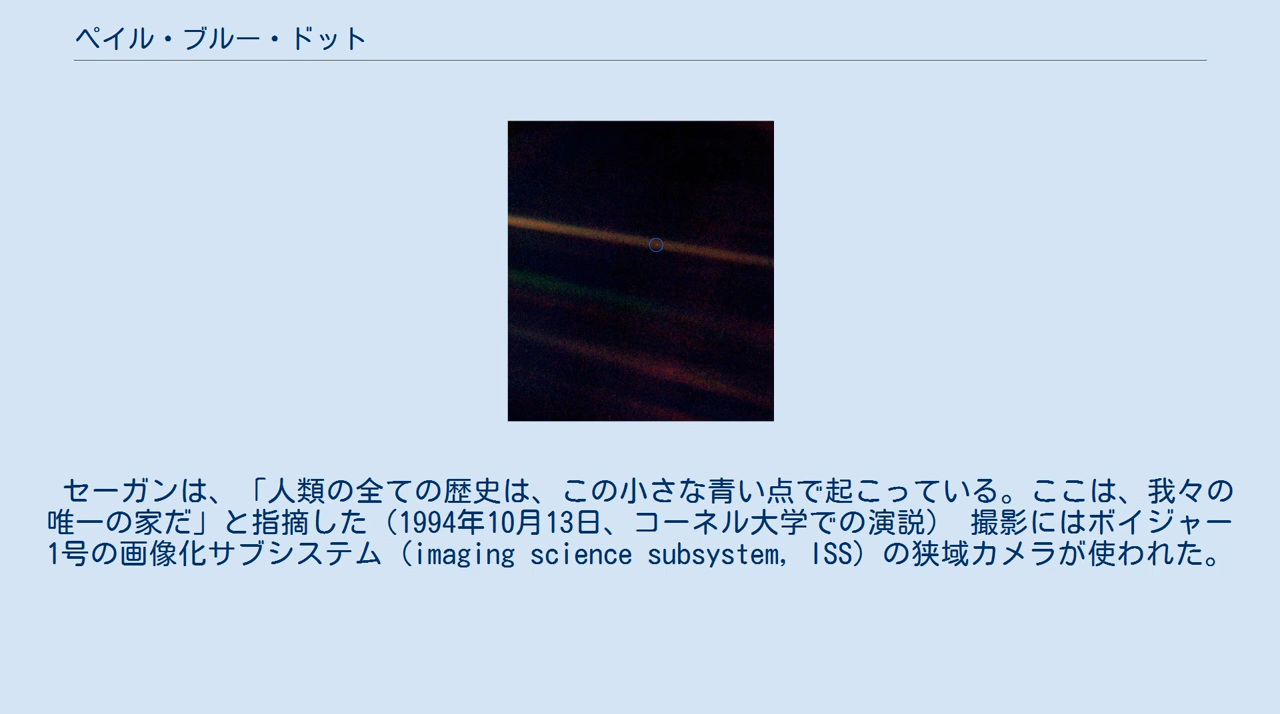 ペイル・ブルー・ドット
セーガンは、「人類の全ての歴史は、この小さな青い点で起こっている。ここは、我々の
唯一の家だ」と指摘した（1994年10月13日、コーネル大学での演説） 撮影にはボイジャー
1号の画像化サブシステム（imaging science subsystem, ISS）の狭域カメラが使われた。